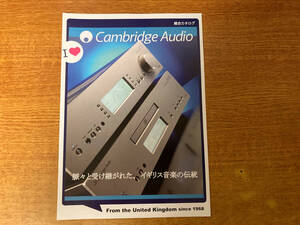 総合カタログ
I
Cambridge Audio
脈々と受け継がれた、イギリス音楽の伝統
From the United Kingdom since 1968